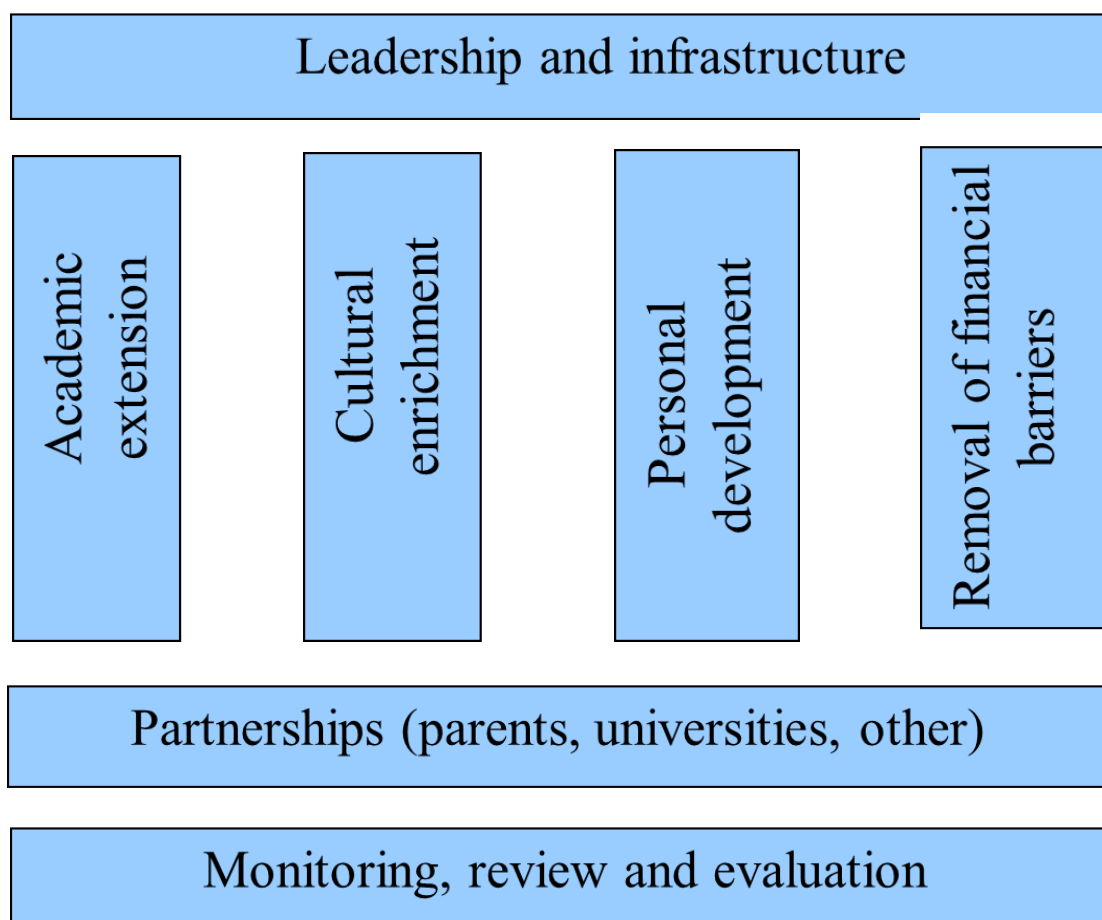 Leadership and infrastructure
Academic
extension
Cultural
enrichment
Personal
development
Removal of financial
barriers
Partnerships (parents, universities, other)
Monitoring, review and evaluation